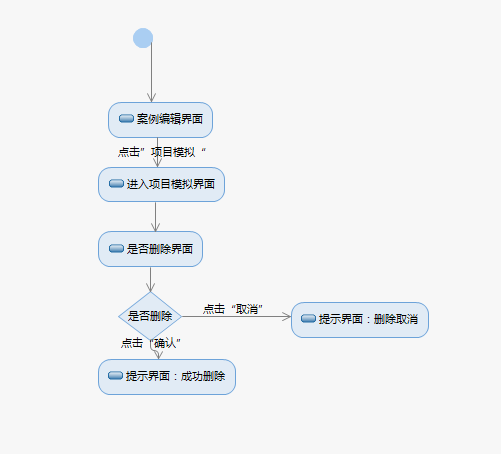 案例编辑界面
点击”项目模拟“
进入项目模拟界面
是否删除界面
是否删除
点击“取消”
提示界面：删除取消
点击“确认”
提示界面：成功删除